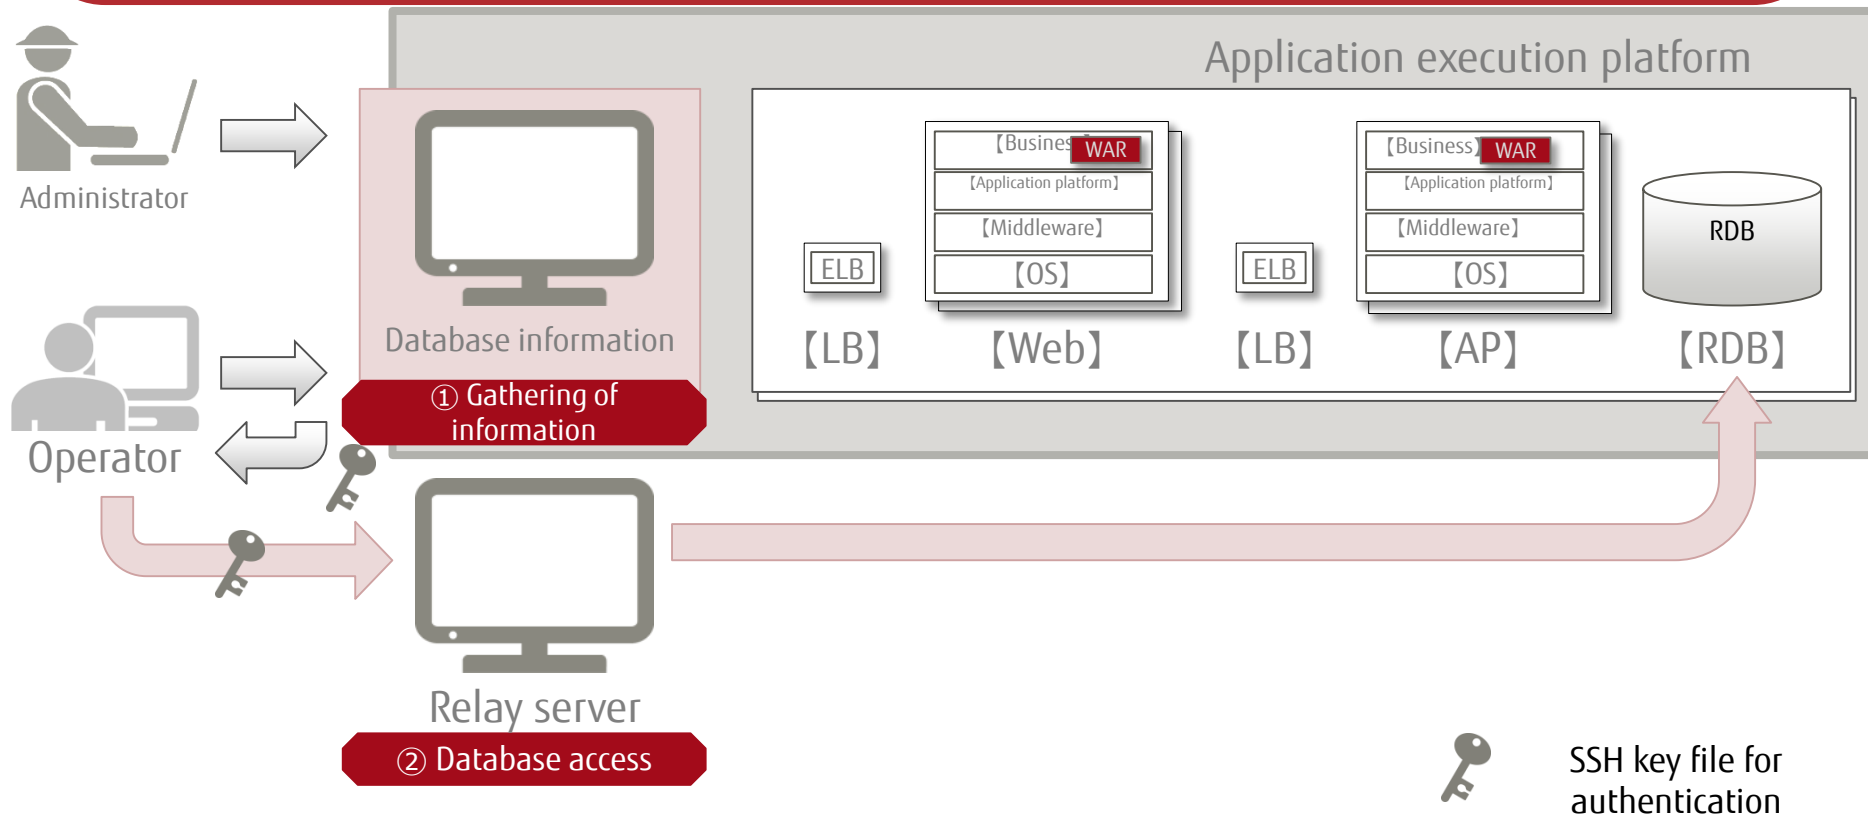 Application execution platform
Administrator
Database information
① Gathering of
information
Operator
ELB
【LB】
【Busines
WAR
【Application platform】
【Middleware】
【OS】
【Web】
ELB
【LB】
【Business】
WAR
【Application platform】
【Middleware】
【OS】
【AP】
RDB
【RDB】
Relay server
② Database access
SSH key file for
authentication